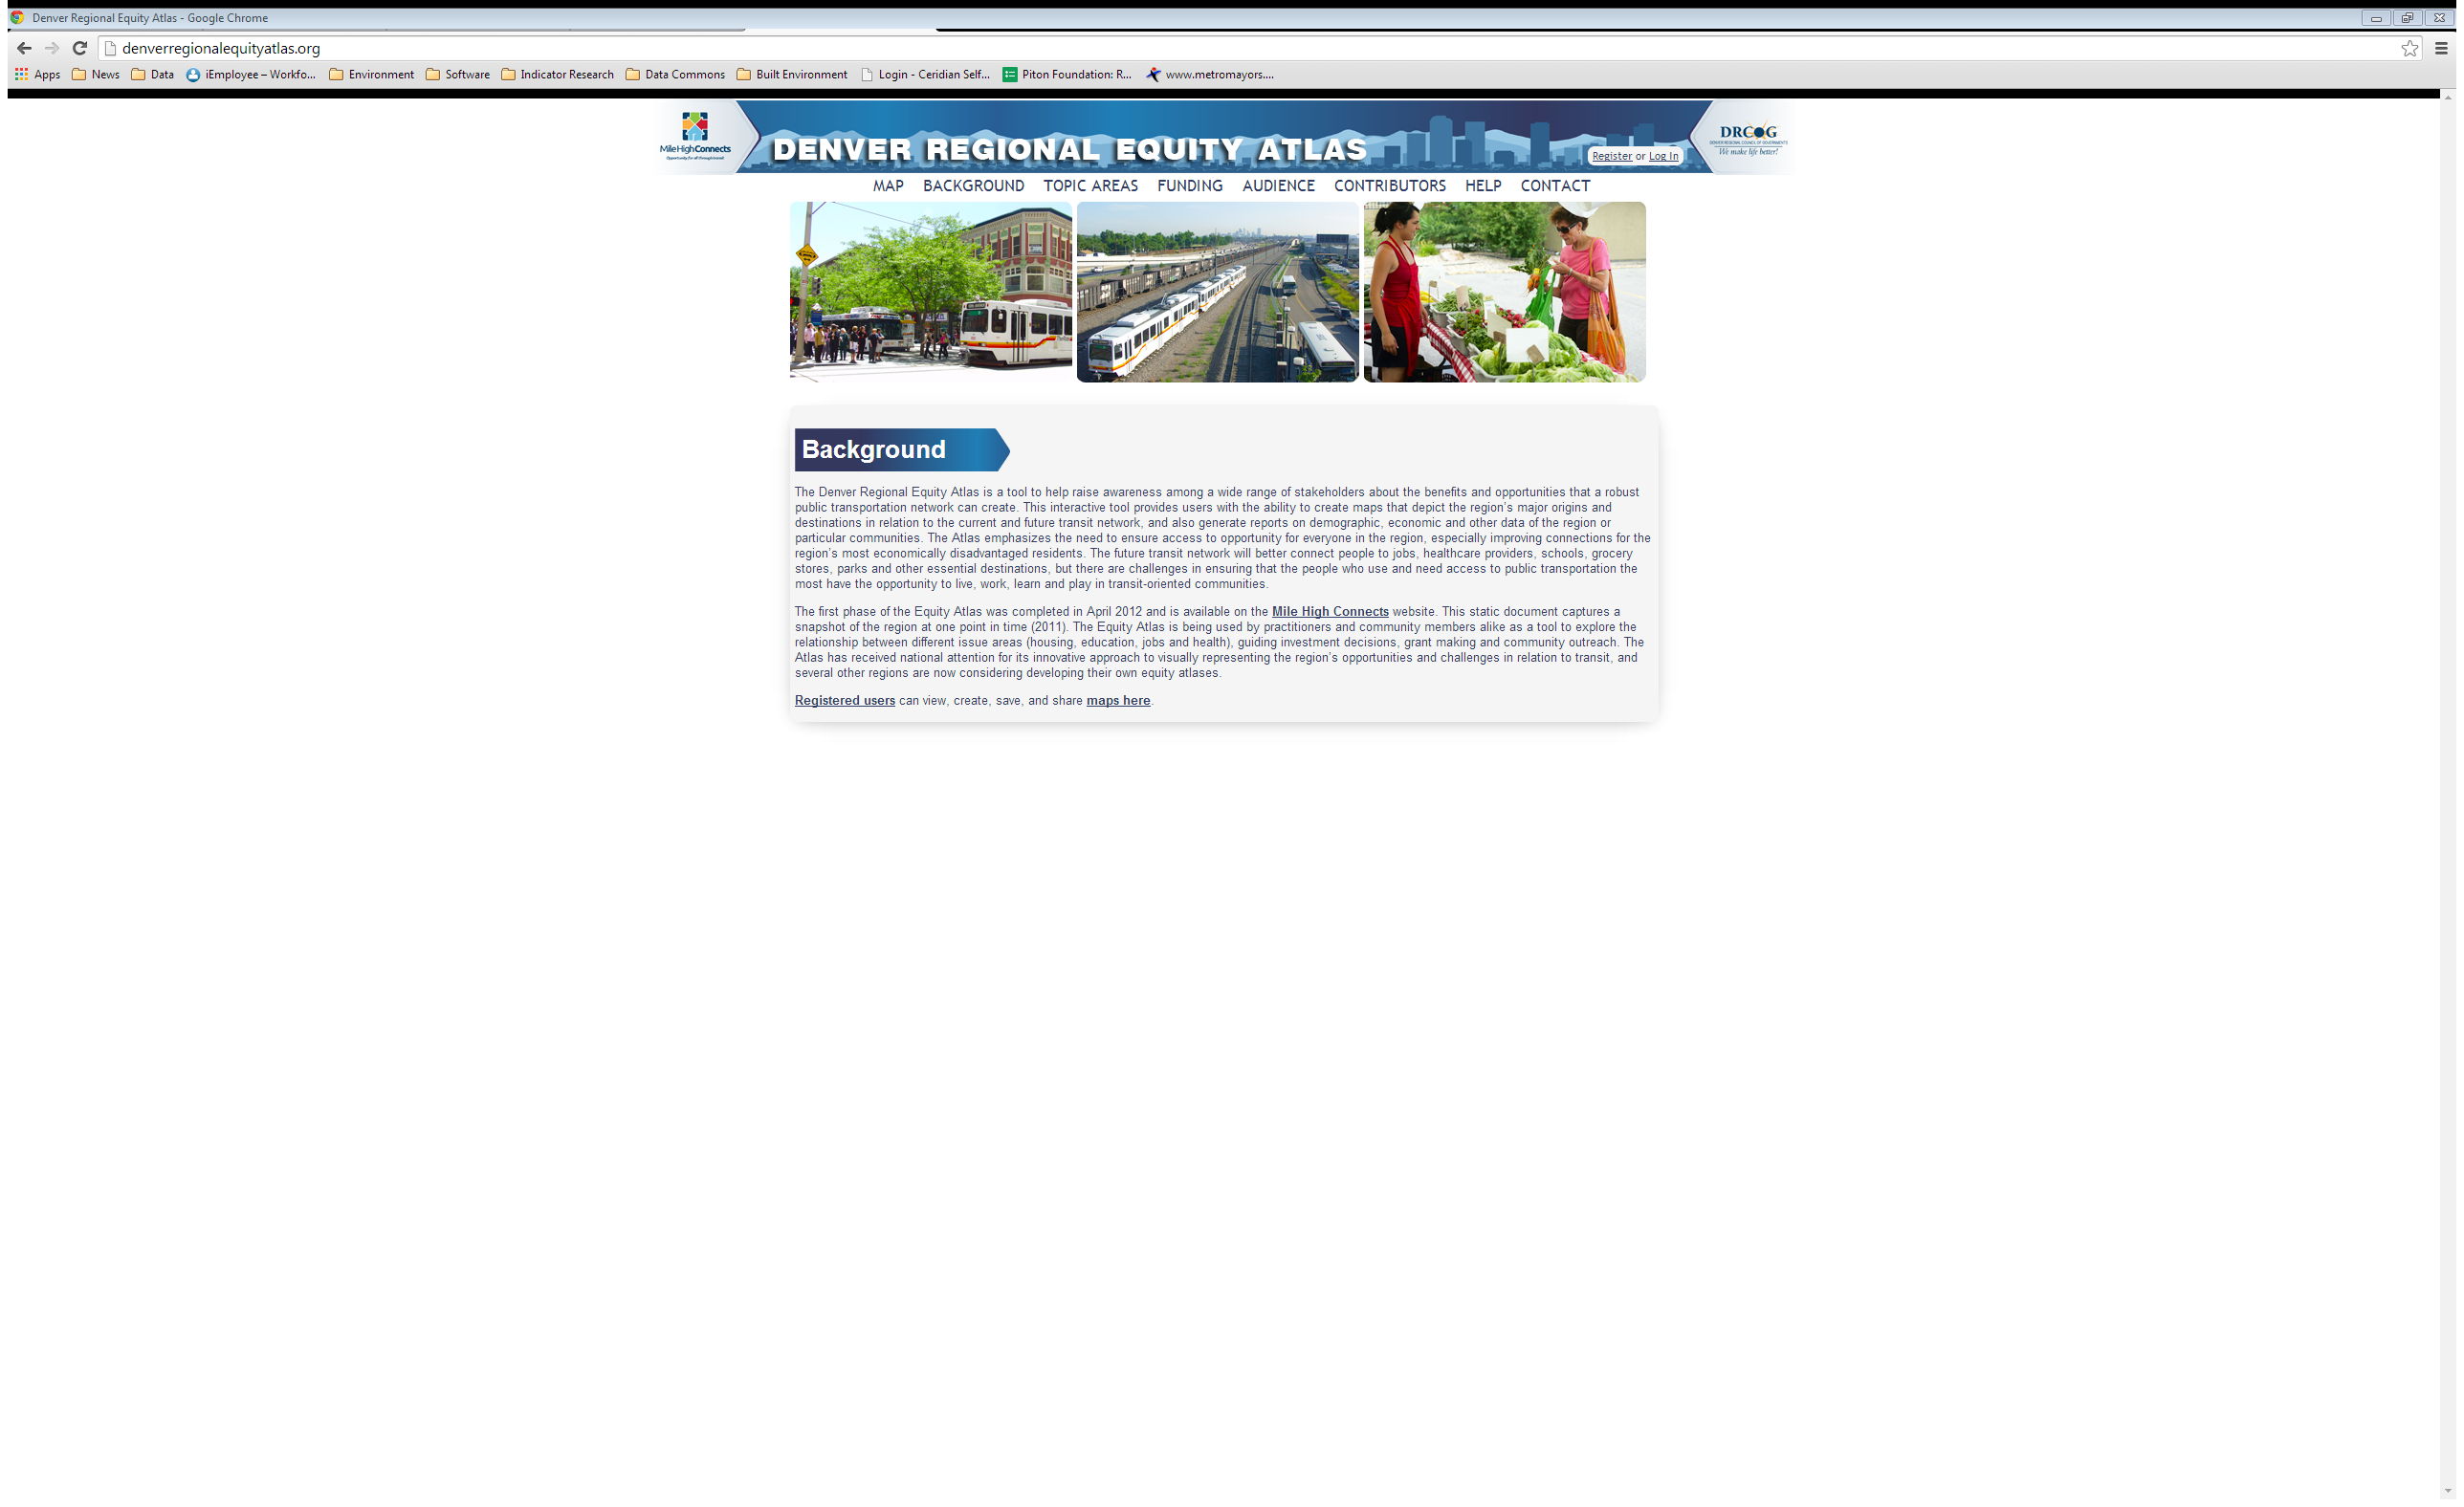 Denver Regional Equity Atlas - Google Chrome
denverregionalequityatlas.org
Apps News Data iEmployee – Workfo... Environment Software Indicator Research Data Commons Built Environment Login - Ceridian Self... Piton Foundation: R... www.metromayors....
MileHighConnects
DENVER REGIONAL EQUITY ATLAS
Register or Log In
DRCOG
DENVER REGIONAL COUNCIL OF GOVERNMENTS
We make life better!
MAP BACKGROUND TOPIC AREAS FUNDING AUDIENCE CONTRIBUTORS HELP CONTACT
Background
The Denver Regional Equity Atlas is a tool to help raise awareness among a wide range of stakeholders about the benefits and opportunities that a robust
public transportation network can create. This interactive tool provides users with the ability to create maps that depict the region's major origins and
destinations in relation to the current and future transit network, and also generate reports on demographic, economic and other data of the region or
particular communities. The Atlas emphasizes the need to ensure access to opportunity for everyone in the region, especially improving connections for the
region's most economically disadvantaged residents. The future transit network will better connect people to jobs, healthcare providers, schools, grocery
stores, parks and other essential destinations, but there are challenges in ensuring that the people who use and need access to public transportation the
most have the opportunity to live, work, learn and play in transit-oriented communities.
The first phase of the Equity Atlas was completed in April 2012 and is available on the Mile High Connects website. This static document captures a
snapshot of the region at one point in time (2011). The Equity Atlas is being used by practitioners and community members alike as a tool to explore the
relationship between different issue areas (housing, education, jobs and health), guiding investment decisions, grant making and community outreach. The
Atlas has received national attention for its innovative approach to visually representing the region's opportunities and challenges in relation to transit, and
several other regions are now considering developing their own equity atlases.
Registered users can view, create, save, and share maps here.